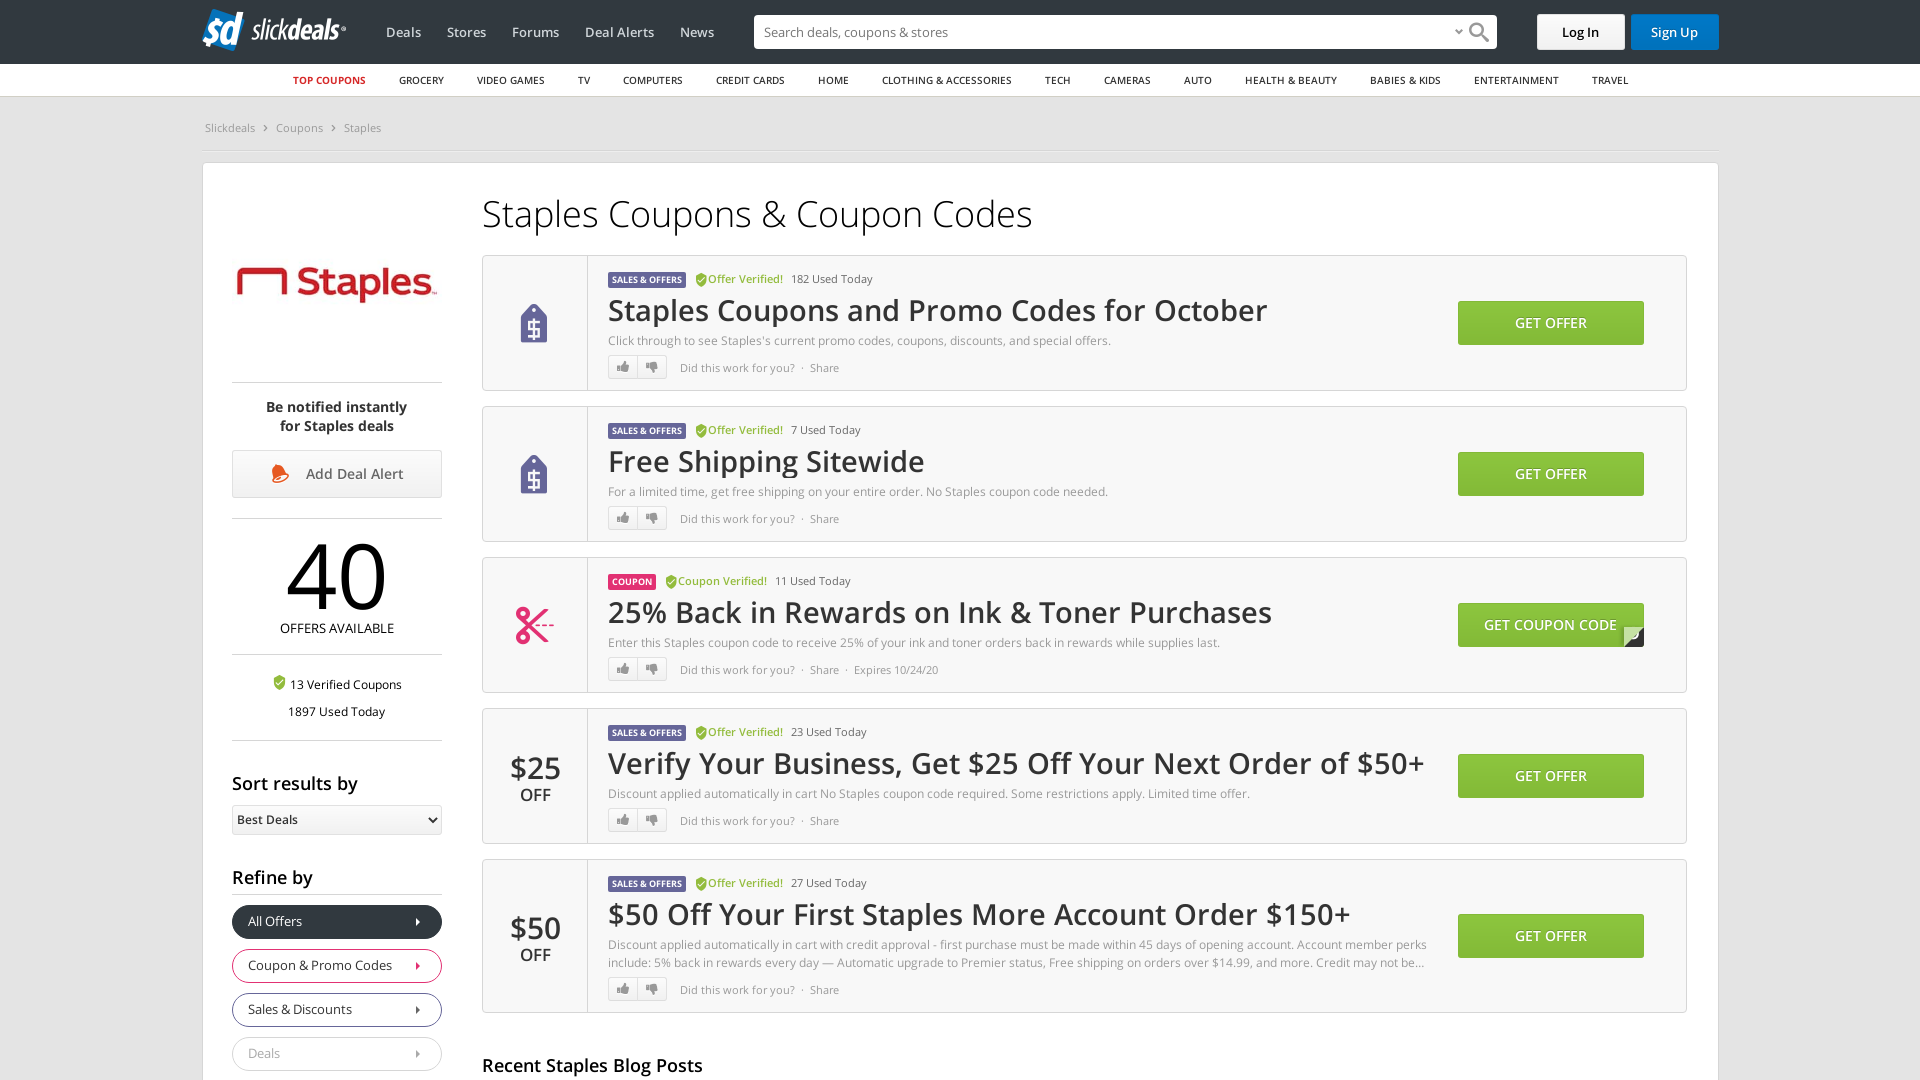 sd slickdeals
Deals
Stores
Forums
Deal Alerts
News
Search deals, coupons & stores
Log In
Sign Up
TOP COUPONS
GROCERY
VIDEO GAMES
TV
COMPUTERS
CREDIT CARDS
HOME
CLOTHING & ACCESSORIES
TECH
CAMERAS
AUTO
HEALTH & BEAUTY
BABIES & KIDS
ENTERTAINMENT
TRAVEL
Slickdeals › Coupons › Staples
Staples
Be notified instantly
for Staples deals
Add Deal Alert
40
OFFERS AVAILABLE
13 Verified Coupons
1897 Used Today
Sort results by
Best Deals
Refine by
All Offers
Coupon & Promo Codes
Sales & Discounts
Deals
Staples Coupons & Coupon Codes
SALES & OFFERS Offer Verified! 182 Used Today
Staples Coupons and Promo Codes for October
Click through to see Staples's current promo codes, coupons, discounts, and special offers.
Did this work for you? · Share
GET OFFER
SALES & OFFERS Offer Verified! 7 Used Today
Free Shipping Sitewide
For a limited time, get free shipping on your entire order. No Staples coupon code needed.
Did this work for you? · Share
GET OFFER
COUPON Coupon Verified! 11 Used Today
25% Back in Rewards on Ink & Toner Purchases
Enter this Staples coupon code to receive 25% of your ink and toner orders back in rewards while supplies last.
Did this work for you? · Share · Expires 10/24/20
GET COUPON CODE
$25
OFF
SALES & OFFERS Offer Verified! 23 Used Today
Verify Your Business, Get $25 Off Your Next Order of $50+
Discount applied automatically in cart No Staples coupon code required. Some restrictions apply. Limited time offer.
Did this work for you? · Share
GET OFFER
$50
OFF
SALES & OFFERS Offer Verified! 27 Used Today
$50 Off Your First Staples More Account Order $150+
Discount applied automatically in cart with credit approval - first purchase must be made within 45 days of opening account. Account member perks
include: 5% back in rewards every day — Automatic upgrade to Premier status, Free shipping on orders over $14.99, and more. Credit may not be...
Did this work for you? · Share
GET OFFER
Recent Staples Blog Posts